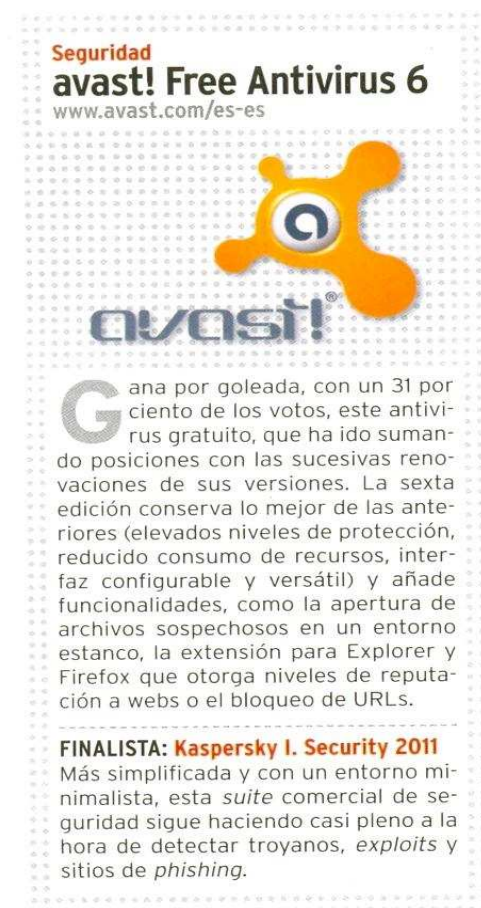 Seguridad
avast! Free Antivirus 6
www.avast.com/es-es
a
avast!®
Gana por goleada, con un 31 por
ciento de los votos, este antivi-
rus gratuito, que ha ido suman-
do posiciones con las sucesivas reno-
vaciones de sus versiones. La sexta
edición conserva lo mejor de las ante-
riores (elevados niveles de protección,
reducido consumo de recursos, inter-
faz configurable y versátil) y añade
funcionalidades, como la apertura de
archivos sospechosos en un entorno
estanco, la extensión para Explorer y
Firefox que otorga niveles de reputa-
ción a webs o el bloqueo de URLs.
FINALISTA: Kaspersky I. Security 2011
Más simplificada y con un entorno mi-
nimalista, esta suite comercial de se-
guridad sigue haciendo casi pleno a la
hora de detectar troyanos, exploits y
sitios de phishing.